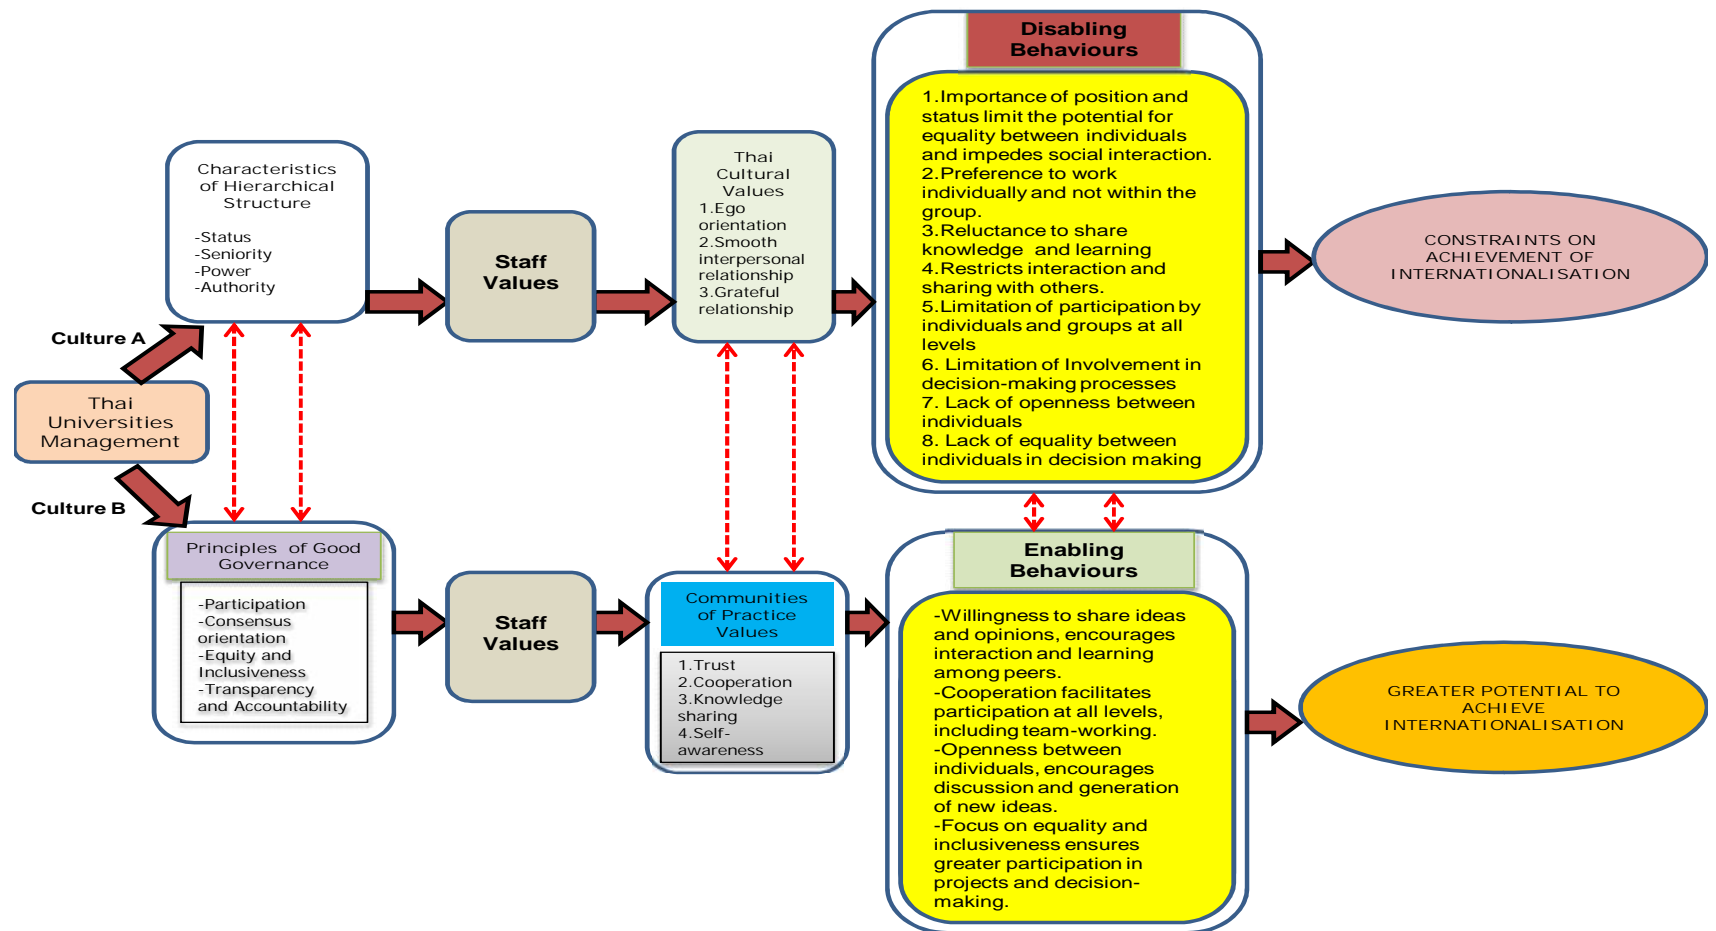 Culture A
Thai
Universities
Management
Culture B
Characteristics
of Hierarchical
Structure
-Status
-Seniority
-Power
-Authority
Staff
Values
Thai
Cultural
Values
1.Ego
orientation
2.Smooth
interpersonal
relationship
3.Grateful
relationship
Disabling
Behaviours
1.Importance of position and
status limit the potential for
equality between individuals
and impedes social interaction.
2.Preference to work
individually and not within the
group.
3.Reluctance to share
knowledge and learning
4.Restricts interaction and
sharing with others.
5.Limitation of participation by
individuals and groups at all
levels
6. Limitation of Involvement in
decision-making processes
7. Lack of openness between
individuals
8. Lack of equality between
individuals in decision making
CONSTRAINTS ON
ACHIEVEMENT OF
INTERNATIONALISATION
Principles of Good
Governance
-Participation
-Consensus
orientation
-Equity and
Inclusiveness
-Transparency
and Accountability
Staff
Values
Communities
of Practice
Values
1.Trust
2.Cooperation
3.Knowledge
sharing
4.Self-
awareness
Enabling
Behaviours
-Willingness to share ideas
and opinions, encourages
interaction and learning
among peers.
-Cooperation facilitates
participation at all levels,
including team-working.
-Openness between
individuals, encourages
discussion and generation
of new ideas.
-Focus on equality and
inclusiveness ensures
greater participation in
projects and decision-
making.
GREATER POTENTIAL TO
ACHIEVE
INTERNATIONALISATION